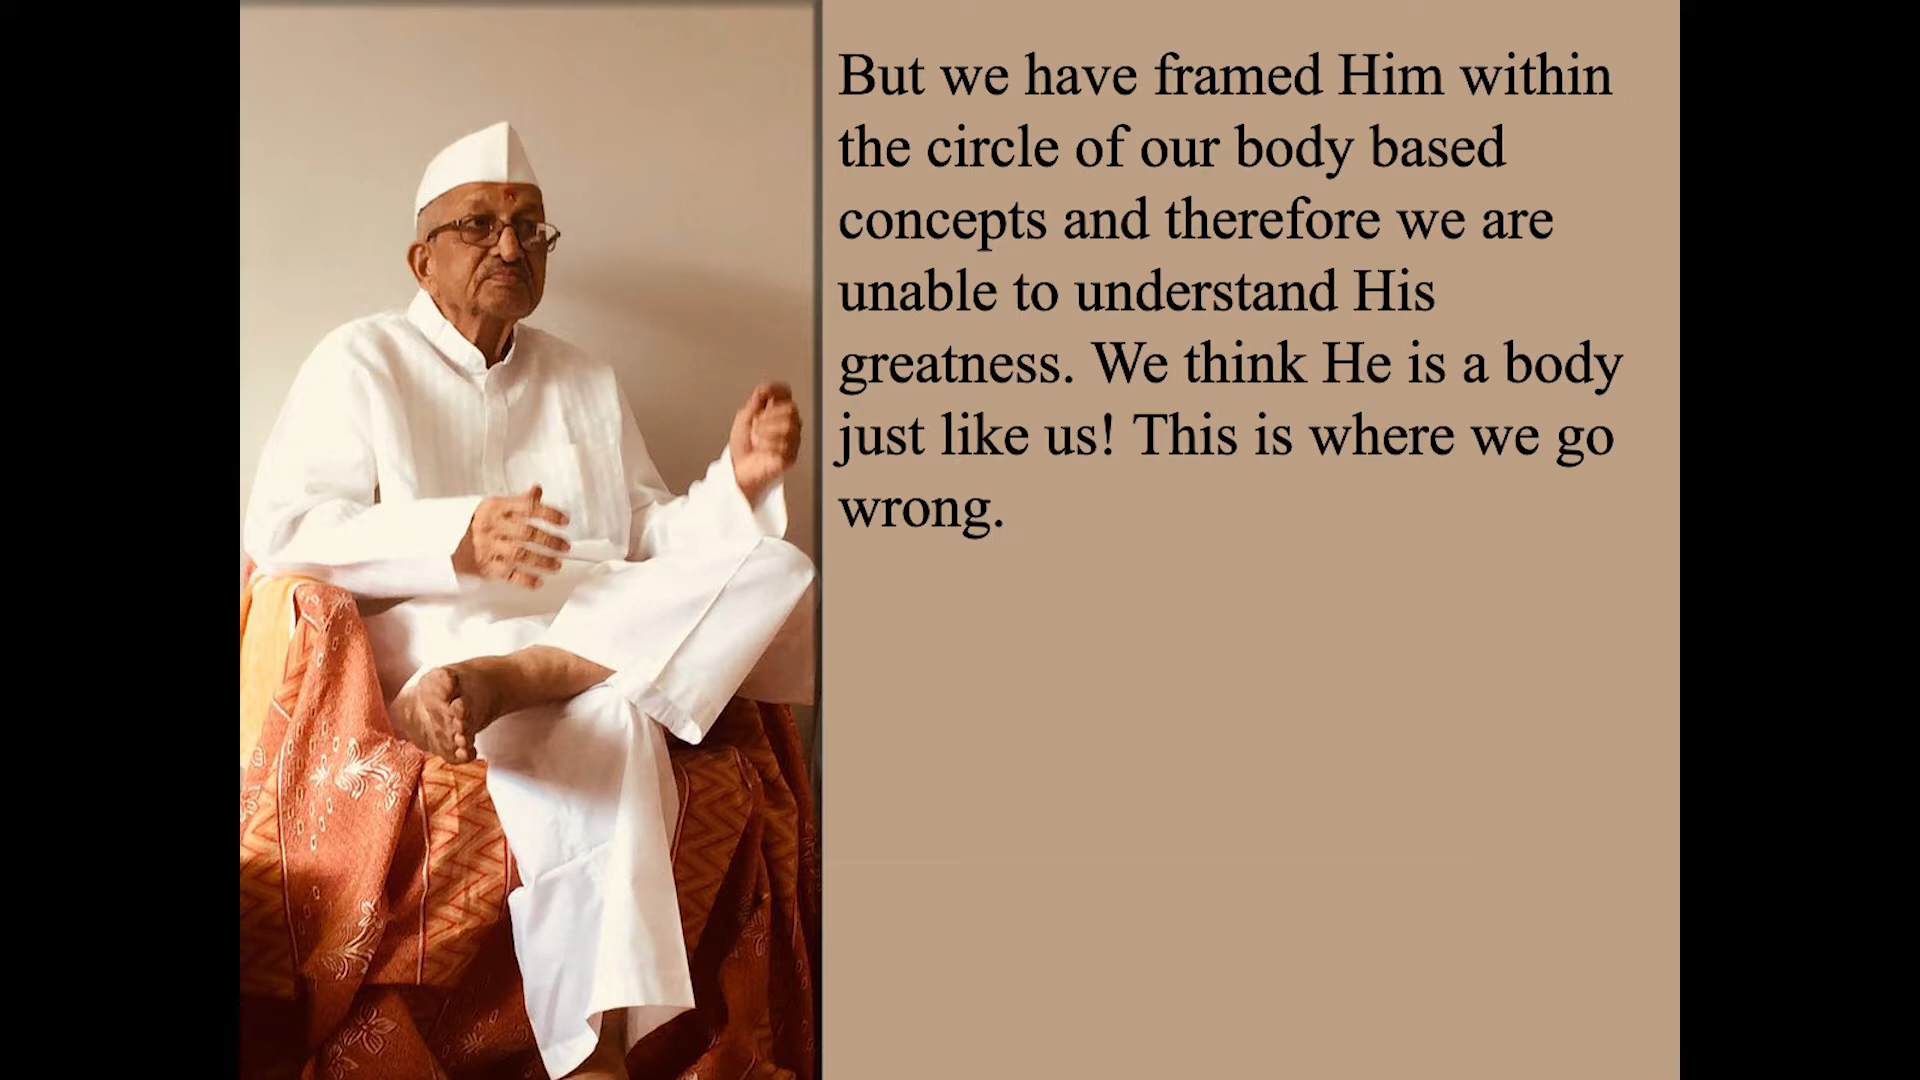 But we have framed Him within
the circle of our body based
concepts and therefore we are
unable to understand His
greatness. We think He is a body
just like us! This is where we go
wrong.